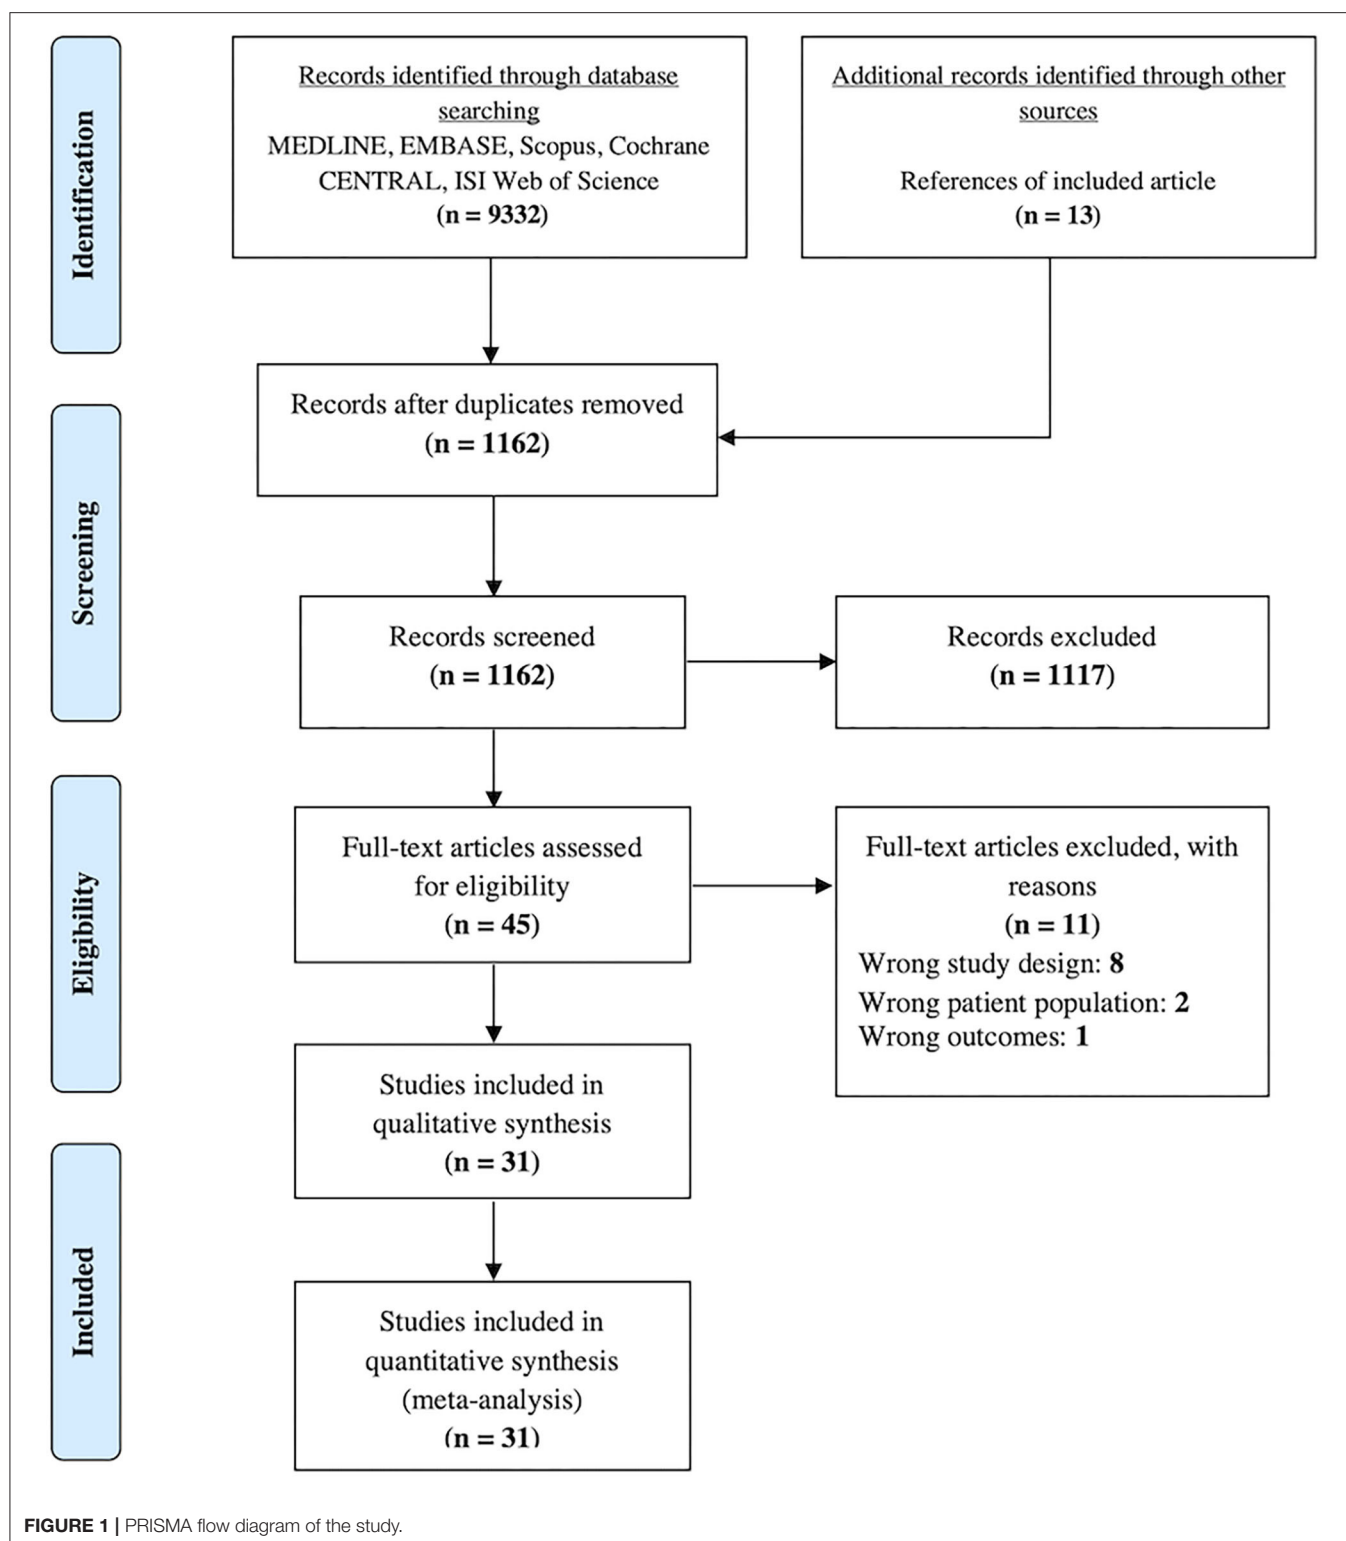 Identification
Records identified through database
searching
MEDLINE, EMBASE, Scopus, Cochrane
CENTRAL, ISI Web of Science
(n = 9332)
Additional records identified through other
sources
References of included article
(n = 13)
Records after duplicates removed
(n = 1162)
Screening
Records screened
(n = 1162)
Records excluded
(n = 1117)
Eligibility
Full-text articles assessed
for eligibility
(n = 45)
Full-text articles excluded, with
reasons
(n = 11)
Wrong study design: 8
Wrong patient population: 2
Wrong outcomes: 1
Studies included in
qualitative synthesis
(n = 31)
Included
Studies included in
quantitative synthesis
(meta-analysis)
(n = 31)
FIGURE 1 | PRISMA flow diagram of the study.